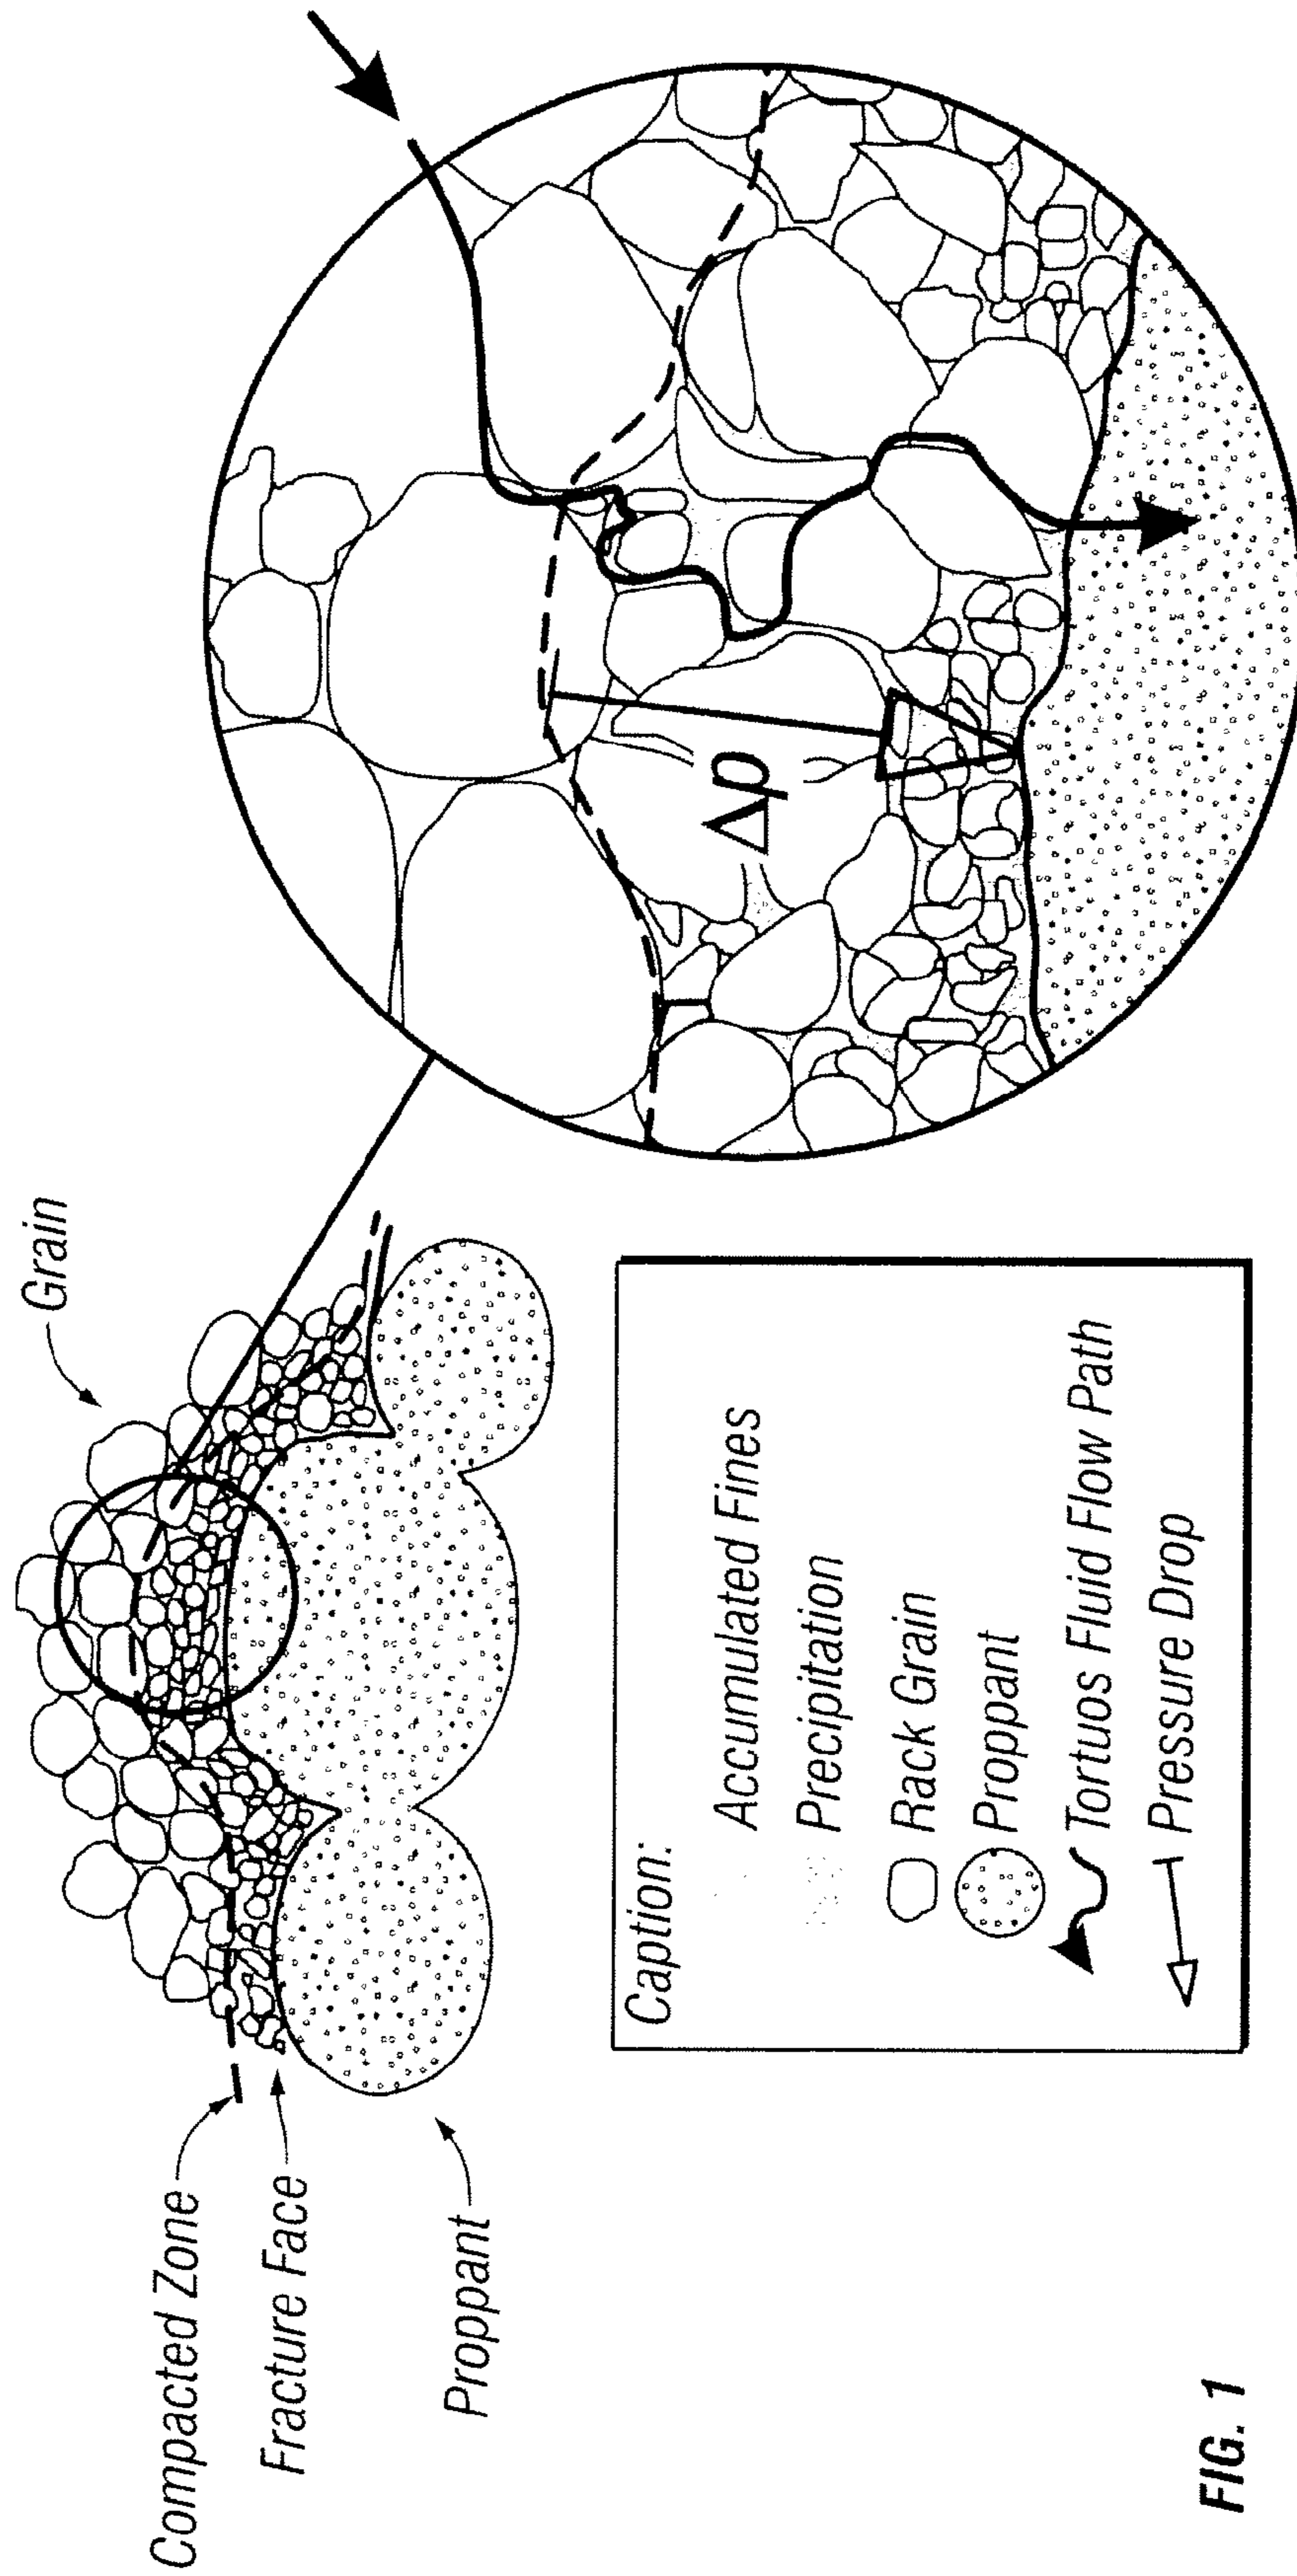 Grain
Compacted Zone
Fracture Face
Proppant
Δp
Caption:
Accumulated Fines
Precipitation
Rack Grain
Proppant
Tortuos Fluid Flow Path
Pressure Drop
FIG. 1